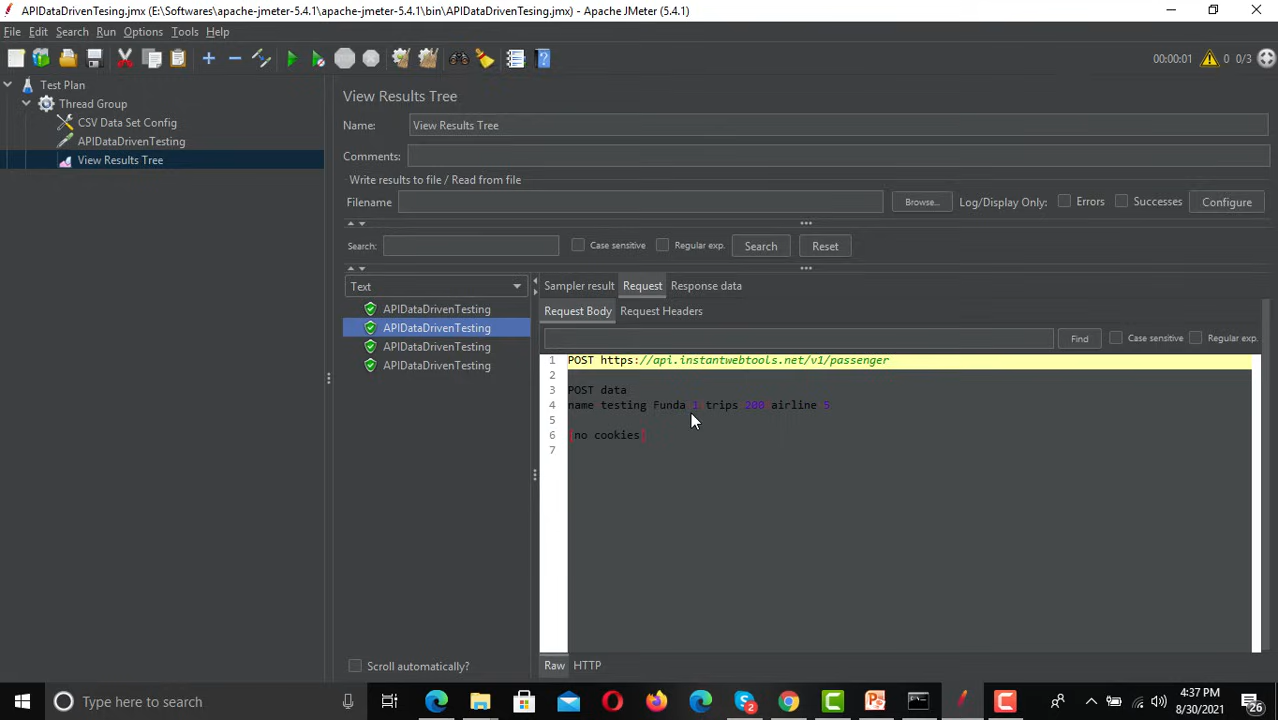 APIDataDrivenTesing.jmx (E:\Softwares\apache-jmeter-5.4.1\apache-jmeter-5.4.1\bin\APIDataDrivenTesing.jmx) - Apache JMeter (5.4.1)
File Edit Search Run Options Tools Help
00:00:01 0 0/3
Test Plan
Thread Group
CSV Data Set Config
APIDataDrivenTesting
View Results Tree
View Results Tree
Name: View Results Tree
Comments:
Write results to file / Read from file
Filename Browse... Log/Display Only: Errors Successes Configure
Search: Case sensitive Regular exp. Search Reset
Text
APIDataDrivenTesting
APIDataDrivenTesting
APIDataDrivenTesting
APIDataDrivenTesting
Scroll automatically?
Sampler result Request Response data
Request Body Request Headers
Find Case sensitive Regular exp.
1 POST https://api.instantwebtools.net/v1/passenger
2
3 POST data
4 name testing Funda 1 trips 200 airline 5
5
6 [no cookies]
7
Raw HTTP
Type here to search
2
4:37 PM
8/30/2021
26